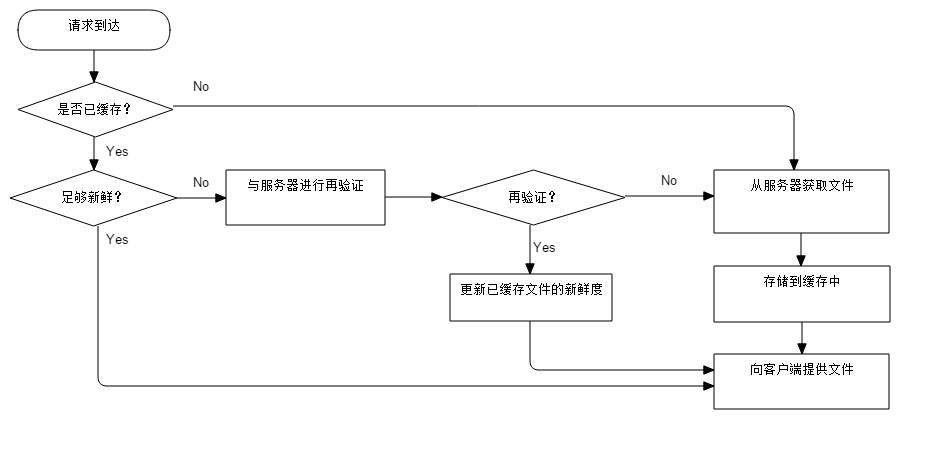 请求到达
No
是否已缓存？
Yes
足够新鲜？
No
与服务器进行再验证
再验证？
No
从服务器获取文件
Yes
Yes
更新已缓存文件的新鲜度
存储到缓存中
向客户端提供文件